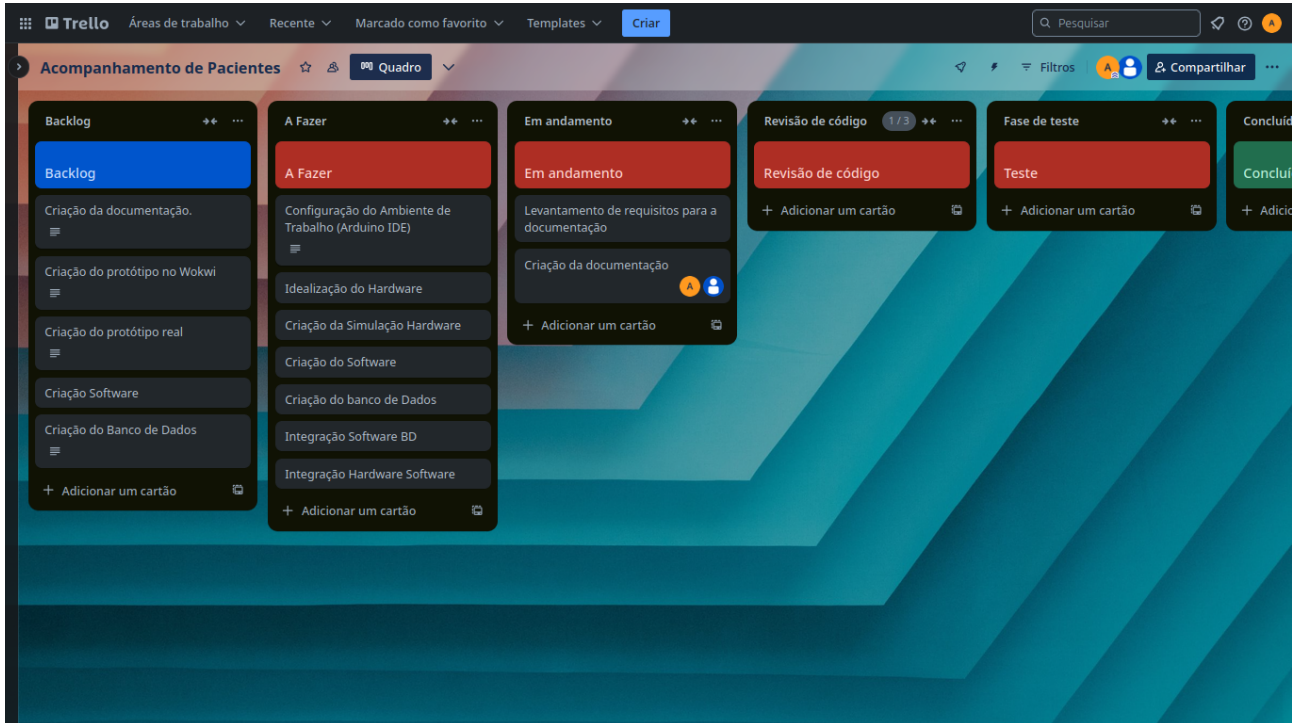 Trello Áreas de trabalho Recente Marcado como favorito Templates Criar Pesquisar A
Acompanhamento de Pacientes Quadro Filtros A Compartilhar
Backlog
Backlog
Criação da documentação.
Criação do protótipo no Wokwi
Criação do protótipo real
Criação Software
Criação do Banco de Dados
+ Adicionar um cartão
A Fazer
A Fazer
Configuração do Ambiente de
Trabalho (Arduino IDE)
Idealização do Hardware
Criação da Simulação Hardware
Criação do Software
Criação do banco de Dados
Integração Software BD
Integração Hardware Software
+ Adicionar um cartão
Em andamento
Em andamento
Levantamento de requisitos para a
documentação
Criação da documentação
A
+ Adicionar um cartão
Revisão de código 1 / 3
Revisão de código
+ Adicionar um cartão
Fase de teste
Teste
+ Adicionar um cartão
Concluíd
Concluí
+ Adicio